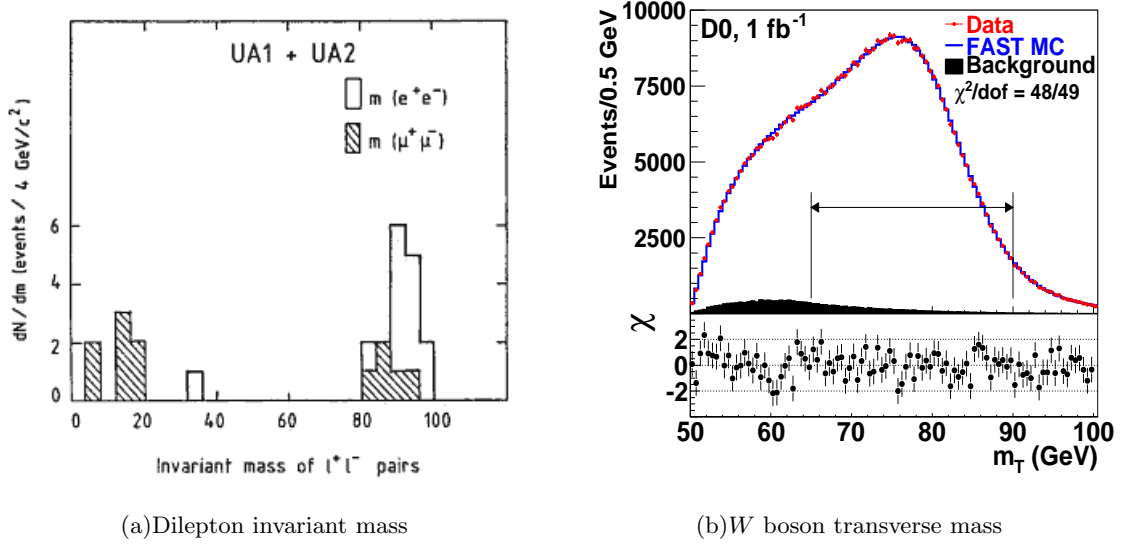 UA1 + UA2
m (e⁺e⁻)
m (μ⁺μ⁻)
dN/dm (events / 4 GeV/c²)
6
4
2
0
0 20 40 60 80 100
Invariant mass of l⁺l⁻ pairs
(a)Dilepton invariant mass
D0, 1 fb⁻¹
Data
FAST MC
Background
χ²/dof = 48/49
Events/0.5 GeV
10000
7500
5000
2500
χ
2
0
-2
50 60 70 80 90 100
m_T (GeV)
(b)W boson transverse mass